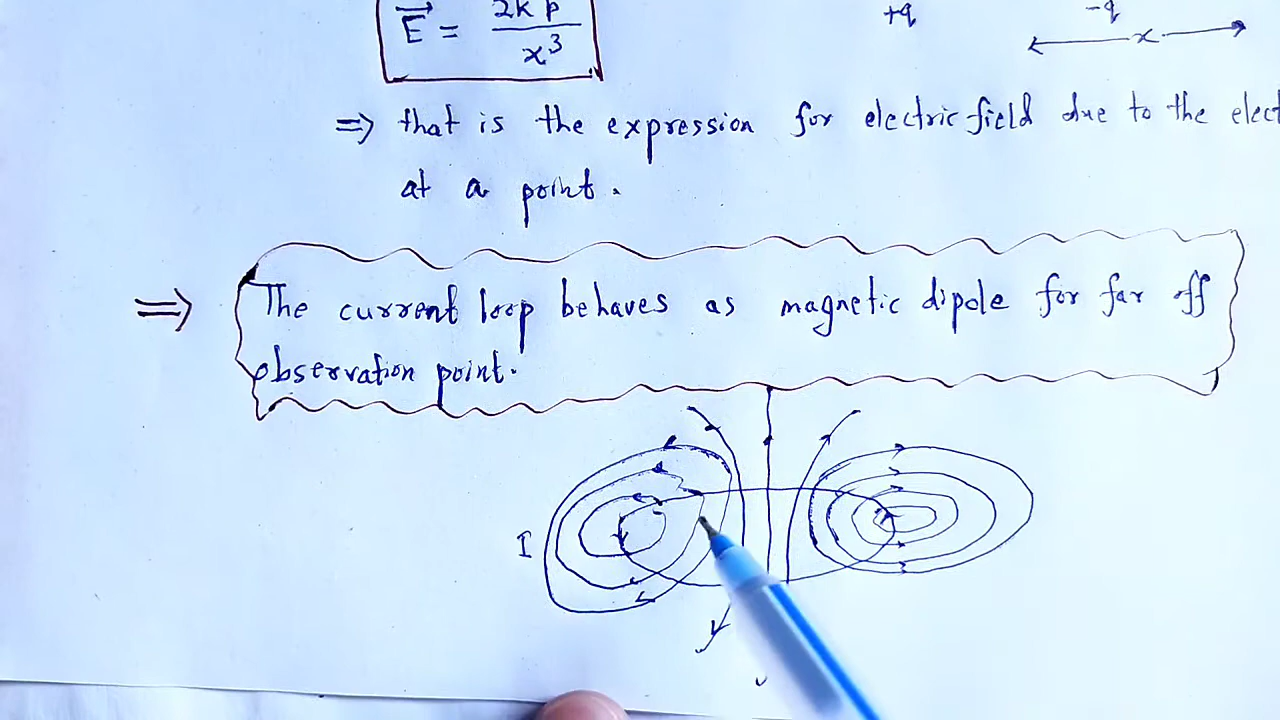 E = 2k p / x³
+q -q
x
⇒ that is the expression for electric field due to the elect
at a point.
⇒ The current loop behaves as magnetic dipole for far off
observation point.
I